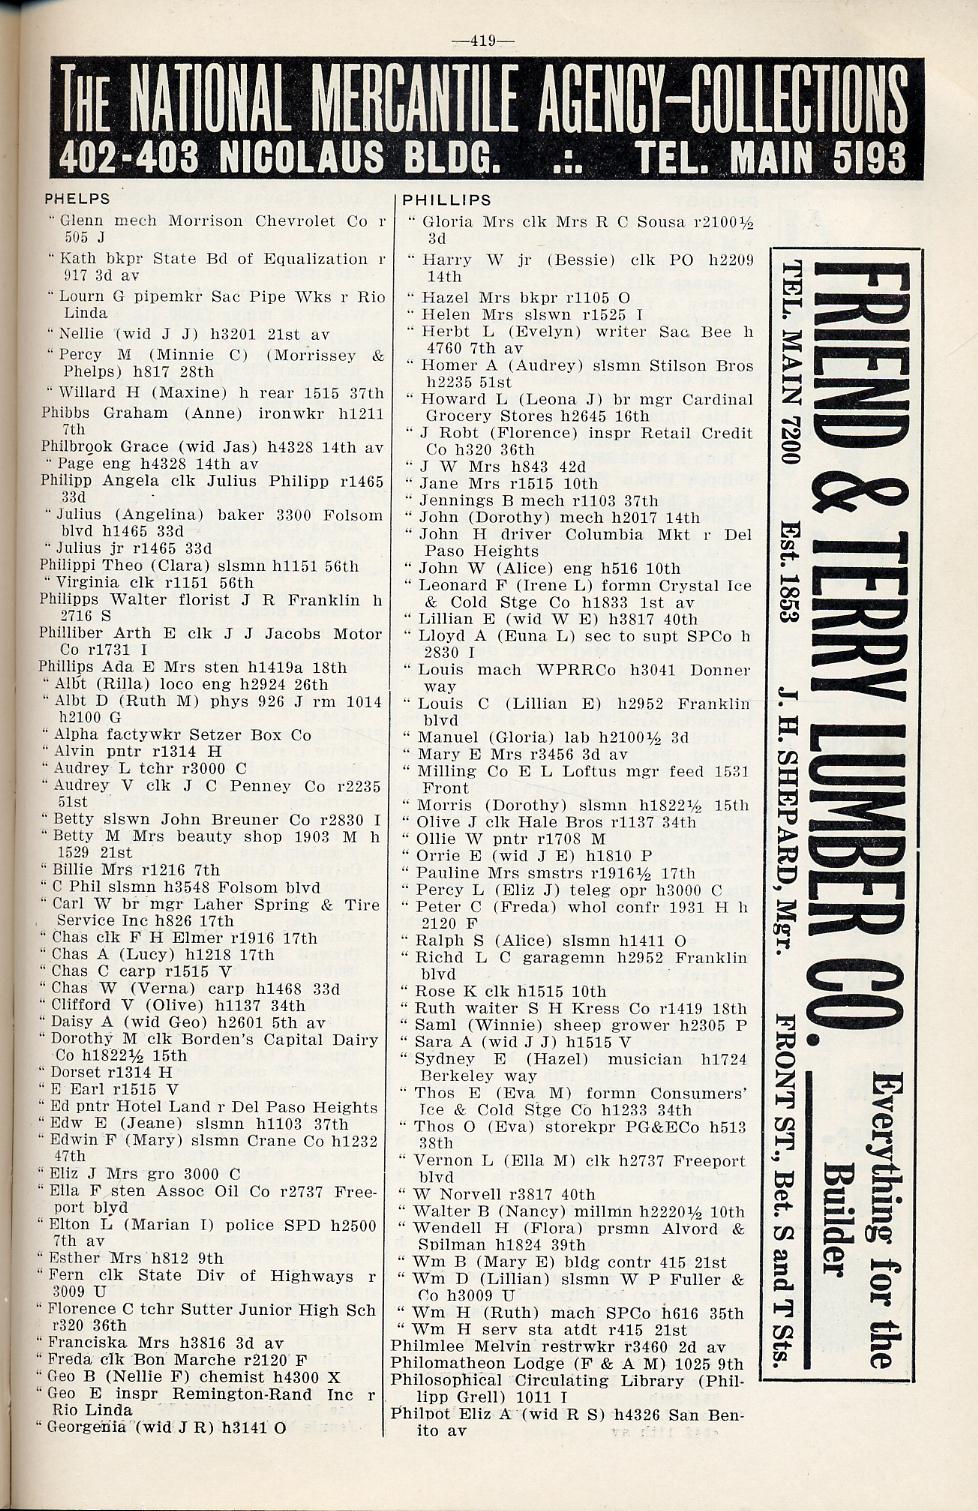 —419—
THE NATIONAL MERCANTILE AGENCY–COLLECTIONS
402-403 NICOLAUS BLDG. .:. TEL. MAIN 5193
PHELPS
" Glenn mech Morrison Chevrolet Co r
505 J
" Kath bkpr State Bd of Equalization r
917 3d av
" Lourn G pipemkr Sac Pipe Wks r Rio
Linda
" Nellie (wid J J) h3201 21st av
" Percy M (Minnie C) (Morrissey &
Phelps) h817 28th
" Willard H (Maxine) h rear 1515 37th
Phibbs Graham (Anne) ironwkr h1211
7th
Philbrook Grace (wid Jas) h4328 14th av
" Page eng h4328 14th av
Philipp Angela clk Julius Philipp r1465
33d
" Julius (Angelina) baker 3300 Folsom
blvd h1465 33d
" Julius jr r1465 33d
Philippi Theo (Clara) slsmn h1151 56th
" Virginia clk r1151 56th
Philipps Walter florist J R Franklin h
2716 S
Philliber Arth E clk J J Jacobs Motor
Co r1731 I
Phillips Ada E Mrs sten h1419a 18th
" Albt (Rilla) loco eng h2924 26th
" Albt D (Ruth M) phys 926 J rm 1014
h2100 G
" Alpha factywkr Setzer Box Co
" Alvin pntr r1314 H
" Audrey L tchr r3000 C
" Audrey V clk J C Penney Co r2235
51st
" Betty slswn John Breuner Co r2830 I
" Betty M Mrs beauty shop 1903 M h
1529 21st
" Billie Mrs r1216 7th
" C Phil slsmn h3548 Folsom blvd
" Carl W br mgr Laher Spring & Tire
Service Inc h826 17th
" Chas clk F H Elmer r1916 17th
" Chas A (Lucy) h1218 17th
" Chas C carp r1515 V
" Chas W (Verna) carp h1468 33d
" Clifford V (Olive) h1137 34th
" Daisy A (wid Geo) h2601 5th av
" Dorothy M clk Borden's Capital Dairy
Co h1822½ 15th
" Dorset r1314 H
" E Earl r1515 V
" Ed pntr Hotel Land r Del Paso Heights
" Edw E (Jeane) slsmn h1103 37th
" Edwin F (Mary) slsmn Crane Co h1232
47th
" Eliz J Mrs gro 3000 C
" Ella F sten Assoc Oil Co r2737 Free-
port blvd
" Elton L (Marian I) police SPD h2500
7th av
" Esther Mrs h812 9th
" Fern clk State Div of Highways r
3009 U
" Florence C tchr Sutter Junior High Sch
r320 36th
" Franciska Mrs h3816 3d av
" Freda clk Bon Marche r2120 F
" Geo B (Nellie F) chemist h4300 X
" Geo E inspr Remington-Rand Inc r
Rio Linda
" Georgenia (wid J R) h3141 O
PHILLIPS
" Gloria Mrs clk Mrs R C Sousa r2100½
3d
" Harry W jr (Bessie) clk PO h2209
14th
" Hazel Mrs bkpr r1105 O
" Helen Mrs slswn r1525 I
" Herbt L (Evelyn) writer Sac Bee h
4760 7th av
" Homer A (Audrey) slsmn Stilson Bros
h2235 51st
" Howard L (Leona J) br mgr Cardinal
Grocery Stores h2645 16th
" J Robt (Florence) inspr Retail Credit
Co h320 36th
" J W Mrs h843 42d
" Jane Mrs r1515 10th
" Jennings B mech r1103 37th
" John (Dorothy) mech h2017 14th
" John H driver Columbia Mkt r Del
Paso Heights
" John W (Alice) eng h516 10th
" Leonard F (Irene L) formn Crystal Ice
& Cold Stge Co h1833 1st av
" Lillian E (wid W E) h3817 40th
" Lloyd A (Euna L) sec to supt SPCo h
2830 I
" Louis mach WPRRCo h3041 Donner
way
" Louis C (Lillian E) h2952 Franklin
blvd
" Manuel (Gloria) lab h2100½ 3d
" Mary E Mrs r3456 3d av
" Milling Co E L Loftus mgr feed 1531
Front
" Morris (Dorothy) slsmn h1822½ 15th
" Olive J clk Hale Bros r1137 34th
" Ollie W pntr r1708 M
" Orrie E (wid J E) h1810 P
" Pauline Mrs smstrs r1916½ 17th
" Percy L (Eliz J) teleg opr h3000 C
" Peter C (Freda) whol confr 1931 H h
2120 F
" Ralph S (Alice) slsmn h1411 O
" Richd L C garagemn h2952 Franklin
blvd
" Rose K clk h1515 10th
" Ruth waiter S H Kress Co r1419 18th
" Saml (Winnie) sheep grower h2305 P
" Sara A (wid J J) h1515 V
" Sydney E (Hazel) musician h1724
Berkeley way
" Thos E (Eva M) formn Consumers'
Ice & Cold Stge Co h1233 34th
" Thos O (Eva) storekpr PG&ECo h513
38th
" Vernon L (Ella M) clk h2737 Freeport
blvd
" W Norvell r3817 40th
" Walter B (Nancy) millmn h2220½ 10th
" Wendell H (Flora) prsmn Alvord &
Spilman h1824 39th
" Wm B (Mary E) bldg contr 415 21st
" Wm D (Lillian) slsmn W P Fuller &
Co h3009 U
" Wm H (Ruth) mach SPCo h616 35th
" Wm H serv sta atdt r415 21st
Philmlee Melvin restrwkr r3460 2d av
Philomatheon Lodge (F & A M) 1025 9th
Philosophical Circulating Library (Phil-
lipp Grell) 1011 I
Philpot Eliz A (wid R S) h4326 San Ben-
ito av
FRIEND & TERRY LUMBER CO.
Everything for the
Builder
TEL. MAIN 7200 Est. 1853 J. H. SHEPARD, Mgr. FRONT ST., Bet. S and T Sts.